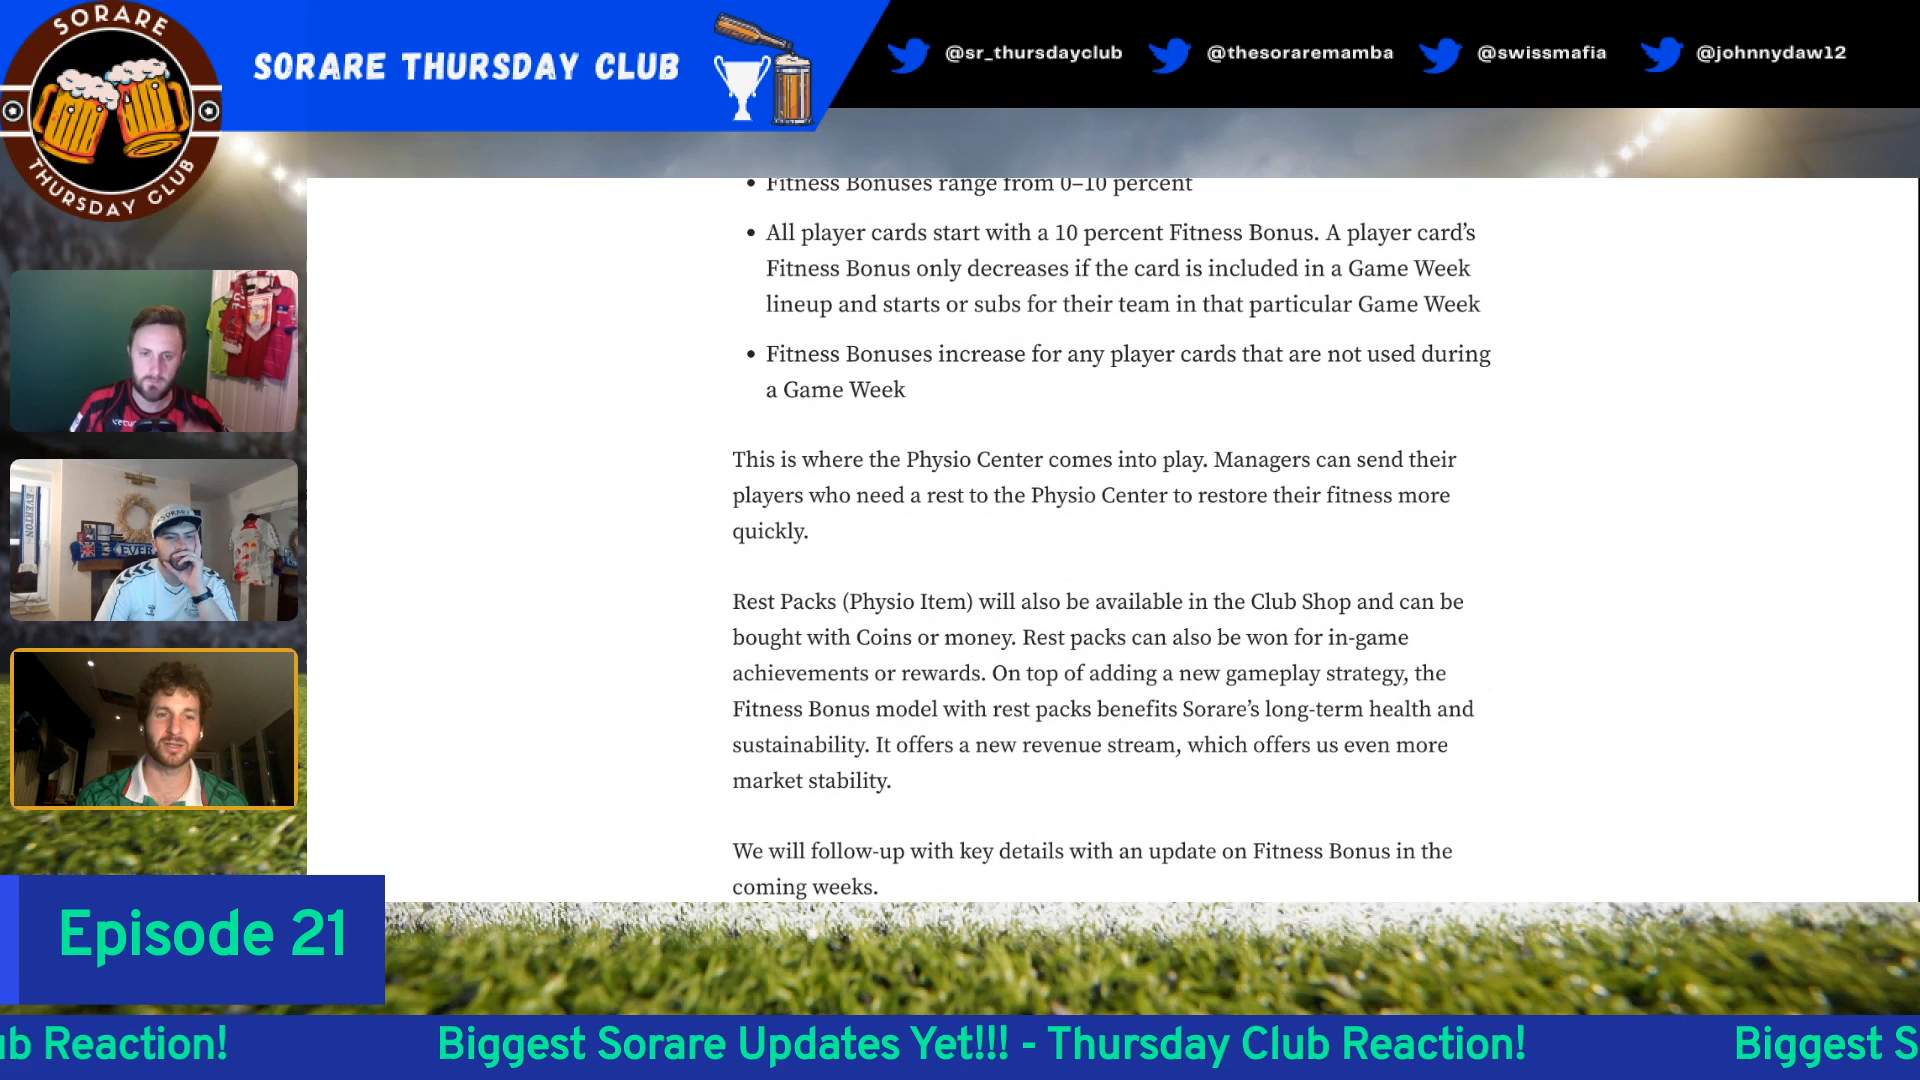 SORARE
THURSDAY CLUB
SORARE THURSDAY CLUB
@sr_thursdayclub
@thesoraremamba
@swissmafia
@johnnydaw12
• Fitness Bonuses range from 0–10 percent
• All player cards start with a 10 percent Fitness Bonus. A player card’s
Fitness Bonus only decreases if the card is included in a Game Week
lineup and starts or subs for their team in that particular Game Week
• Fitness Bonuses increase for any player cards that are not used during
a Game Week
This is where the Physio Center comes into play. Managers can send their
players who need a rest to the Physio Center to restore their fitness more
quickly.
Rest Packs (Physio Item) will also be available in the Club Shop and can be
bought with Coins or money. Rest packs can also be won for in-game
achievements or rewards. On top of adding a new gameplay strategy, the
Fitness Bonus model with rest packs benefits Sorare’s long-term health and
sustainability. It offers a new revenue stream, which offers us even more
market stability.
We will follow-up with key details with an update on Fitness Bonus in the
coming weeks.
EVERTON
EVER
SORARE
Episode 21
ub Reaction!
Biggest Sorare Updates Yet!!! - Thursday Club Reaction!
Biggest S